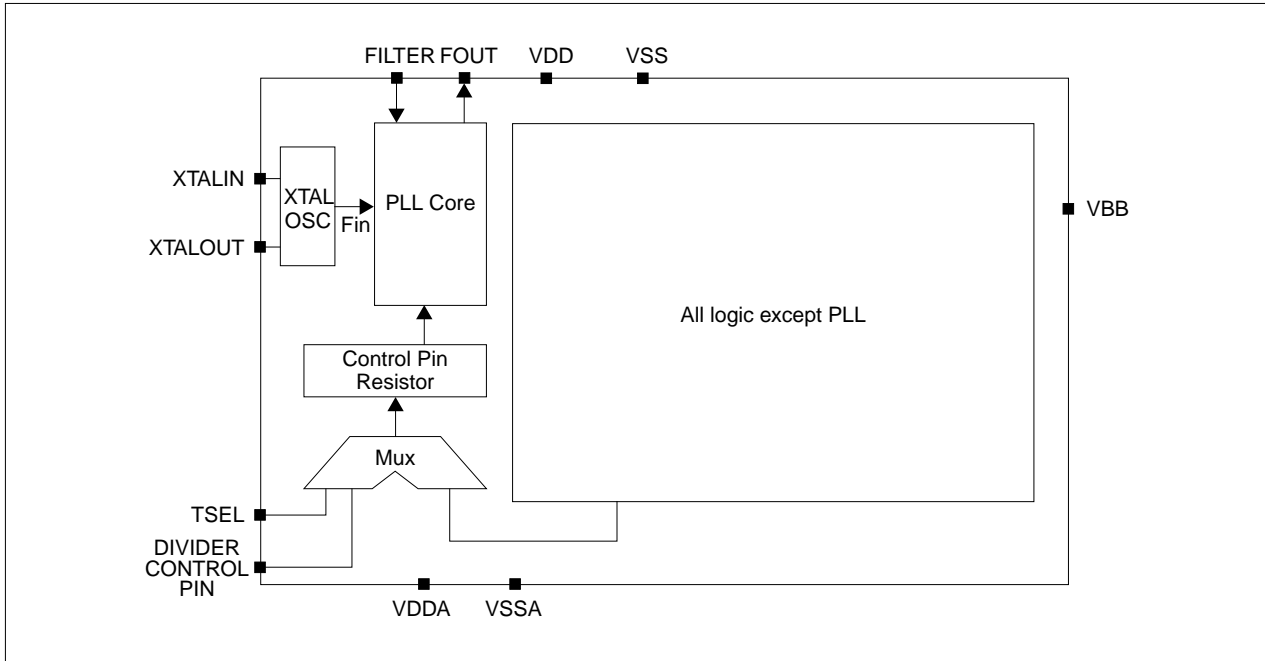 FILTER FOUT VDD VSS
XTALIN
XTAL
OSC
Fin
PLL Core
XTALOUT
VBB
All logic except PLL
Control Pin
Resistor
Mux
TSEL
DIVIDER
CONTROL
PIN
VDDA VSSA